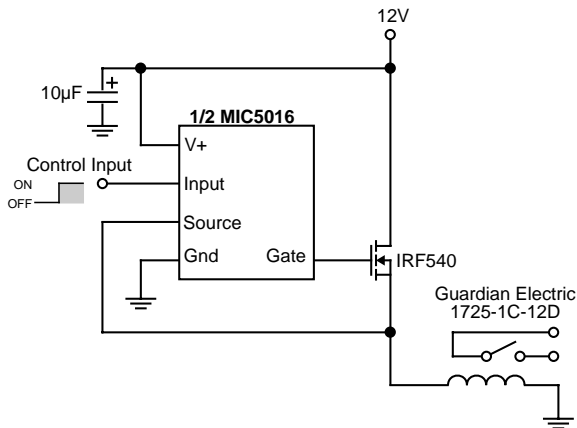 12V
+
10µF
1/2 MIC5016
V+
Control Input
ON
OFF
Input
Source
Gnd
Gate
IRF540
Guardian Electric
1725-1C-12D